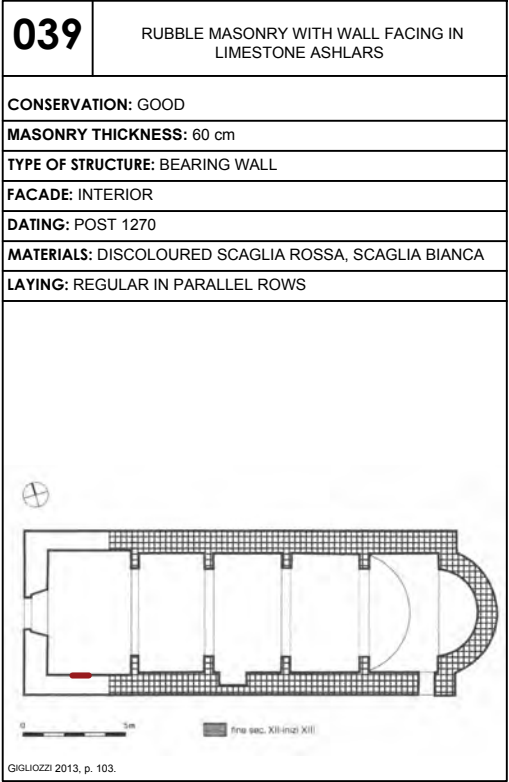 039
RUBBLE MASONRY WITH WALL FACING IN
LIMESTONE ASHLARS
CONSERVATION: GOOD
MASONRY THICKNESS: 60 cm
TYPE OF STRUCTURE: BEARING WALL
FACADE: INTERIOR
DATING: POST 1270
MATERIALS: DISCOLOURED SCAGLIA ROSSA, SCAGLIA BIANCA
LAYING: REGULAR IN PARALLEL ROWS
0 5m
fine sec. XII-inizi XIII
GIGLIOZZI 2013, p. 103.